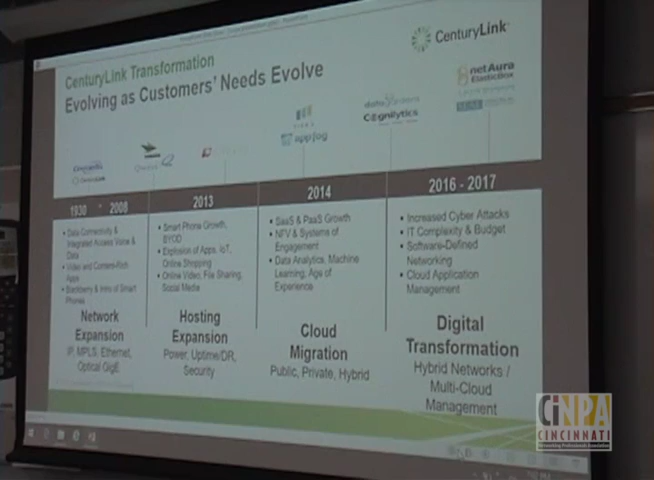 CenturyLink Transformation
Evolving as Customers' Needs Evolve
CenturyLink
netAura
ElasticBox
Cognilytics
appfog
CenturyLink
1930 - 2008
2013
2014
2016 - 2017
• Data Connectivity &
Integrated Access Voice &
Data
• Video and Content-Rich
Apps
• Blackberry & Intro of Smart
Phones
• Smart Phone Growth,
BYOD
• Explosion of Apps, IoT,
Online Shopping
• Online Video, File Sharing,
Social Media
• SaaS & PaaS Growth
• NFV & Systems of
Engagement
• Data Analytics, Machine
Learning, Age of
Experience
• Increased Cyber Attacks
• IT Complexity & Budget
• Software-Defined
Networking
• Cloud Application
Management
Network
Expansion
IP, MPLS, Ethernet,
Optical GigE
Hosting
Expansion
Power, Uptime/DR,
Security
Cloud
Migration
Public, Private, Hybrid
Digital
Transformation
Hybrid Networks /
Multi-Cloud
Management
CiNPA
CINCINNATI